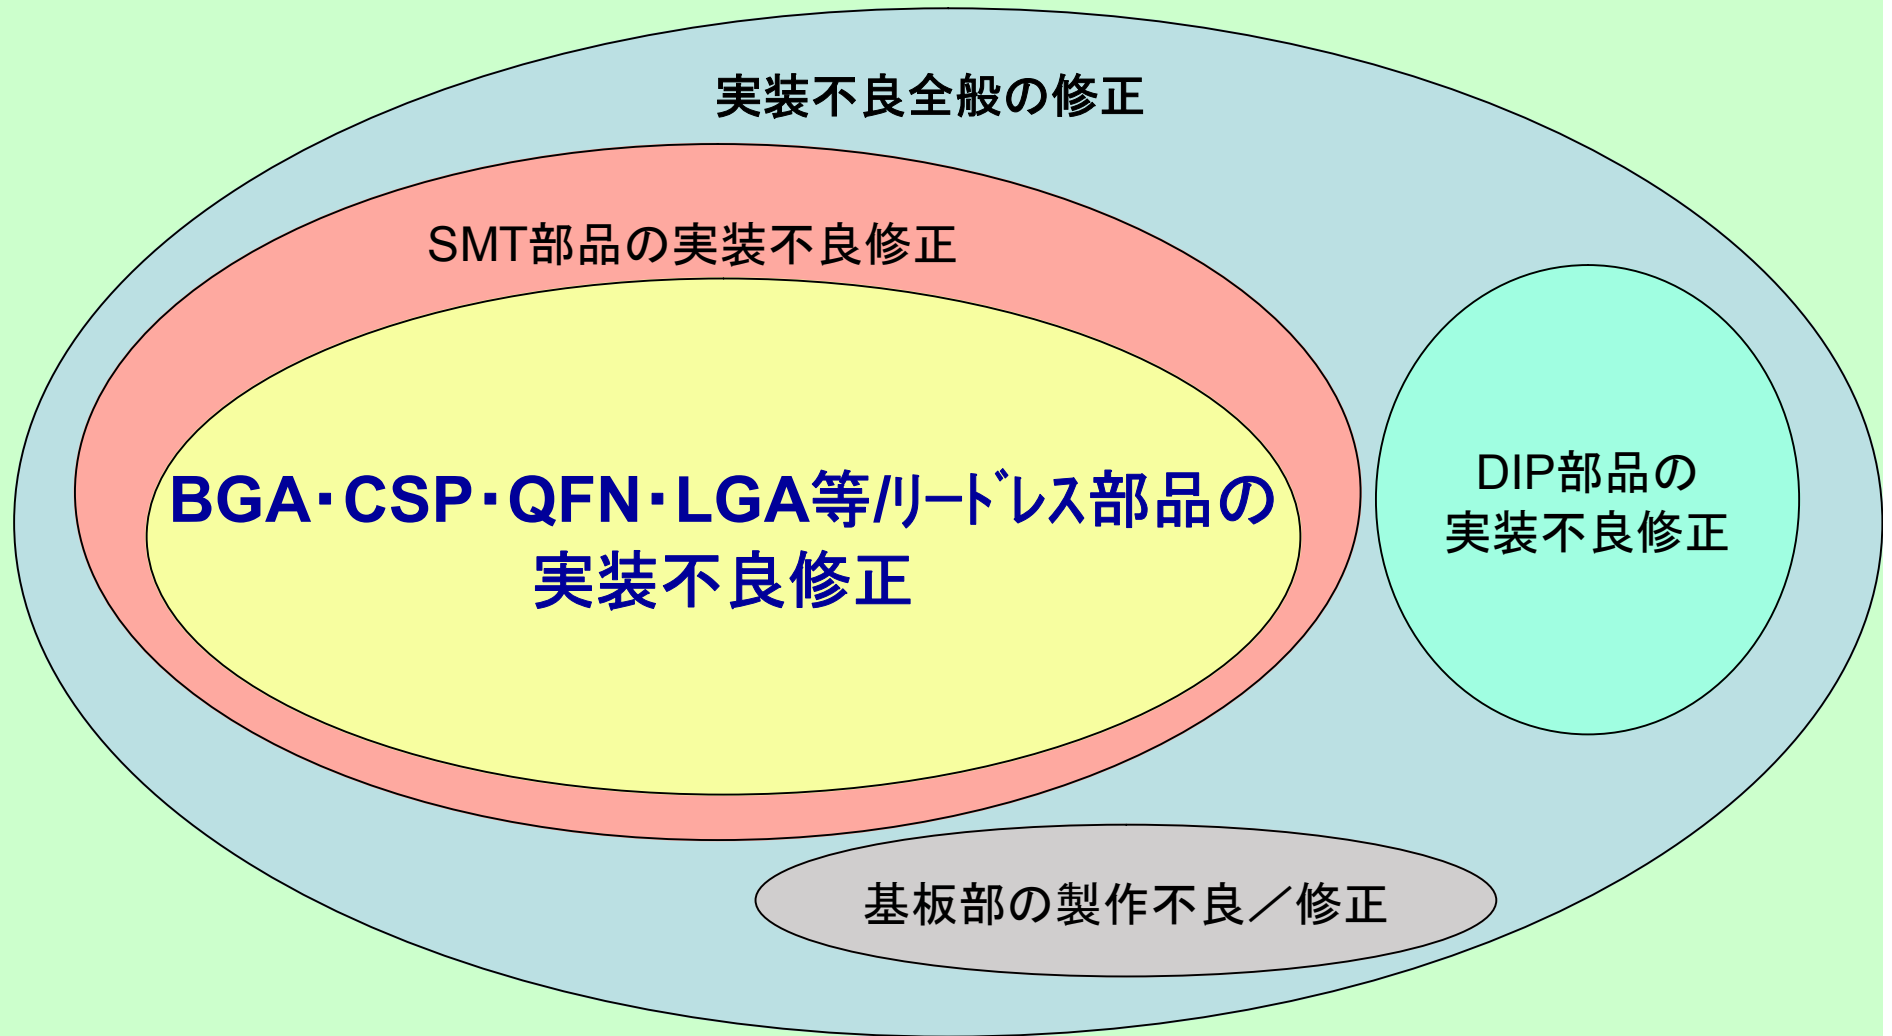 実装不良全般の修正
SMT部品の実装不良修正
BGA・CSP・QFN・LGA等/ﾘｰﾄﾞﾚｽ部品の
実装不良修正
DIP部品の
実装不良修正
基板部の製作不良／修正